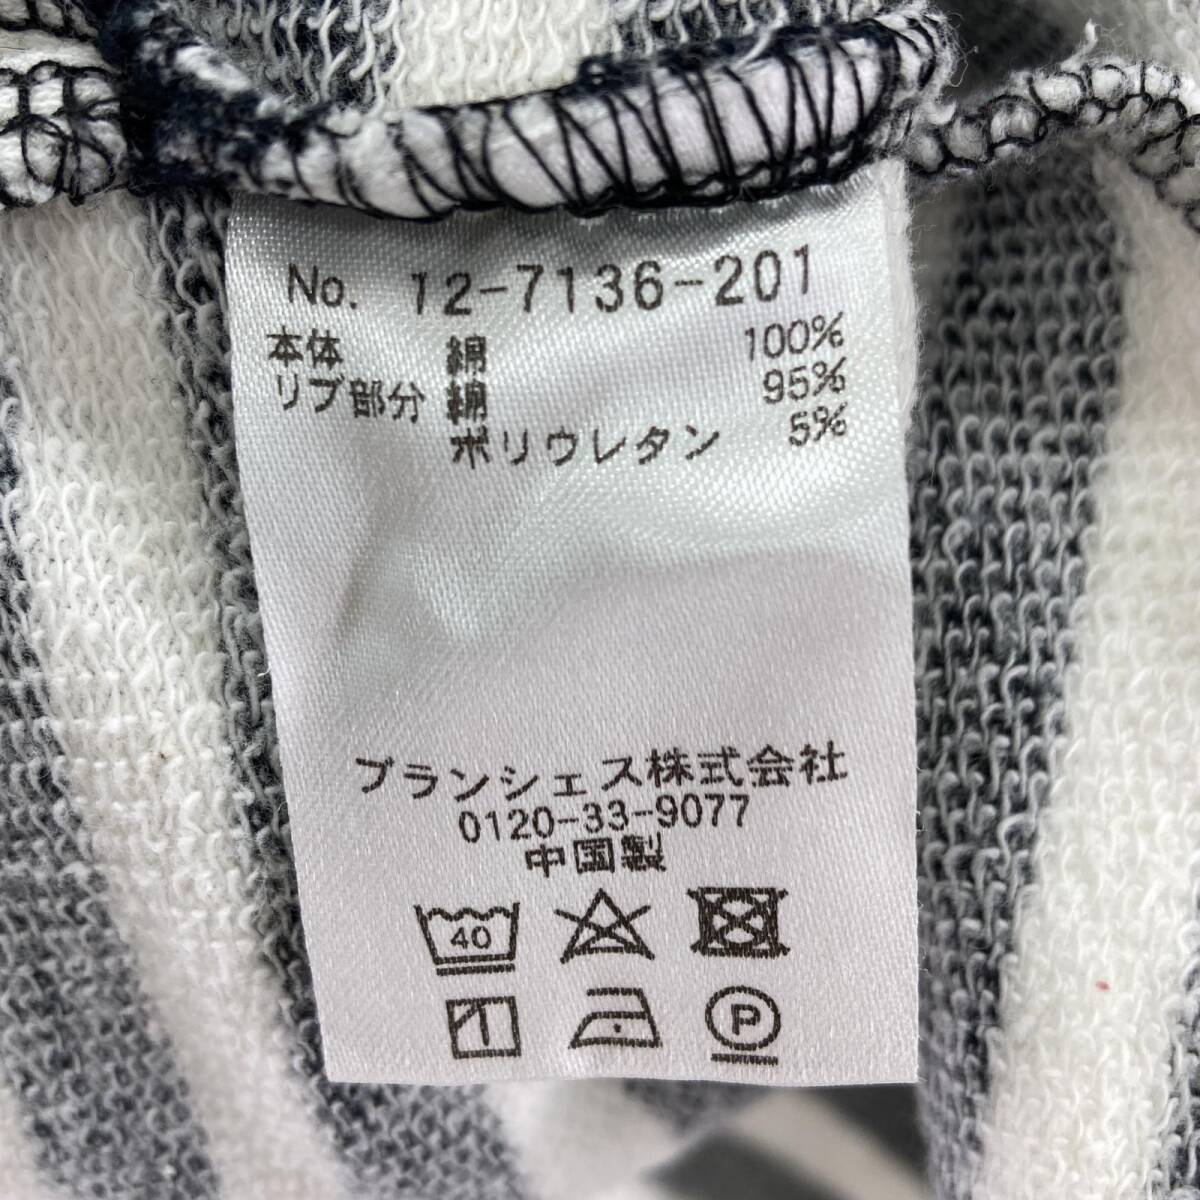 No. 12-7136-201
本体 綿 100%
リブ部分 綿 95%
ポリウレタン 5%
ブランシェス株式会社
0120-33-9077
中国製
40
P